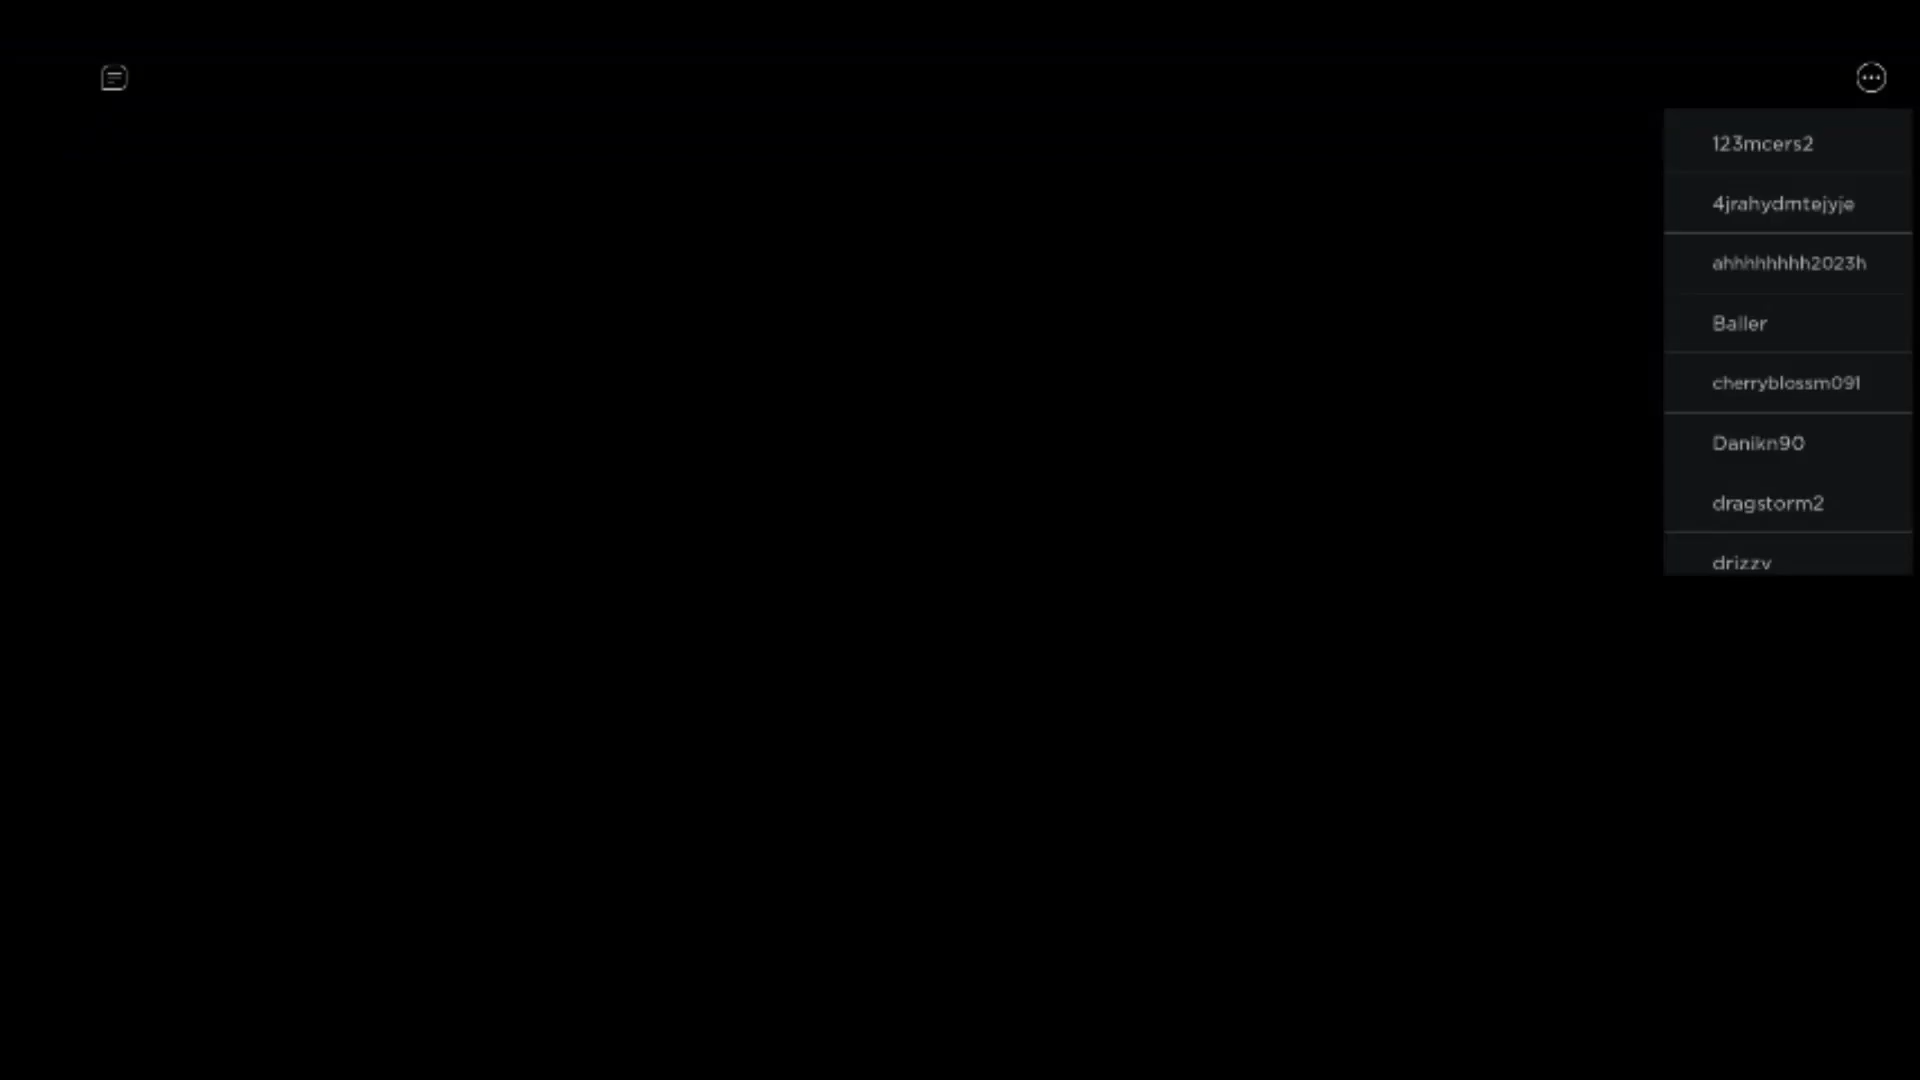 123mcers2
4jrahydmtejyje
ahhhhhhhh2023h
Baller
cherryblossm091
Danikn90
dragstorm2
drizzy